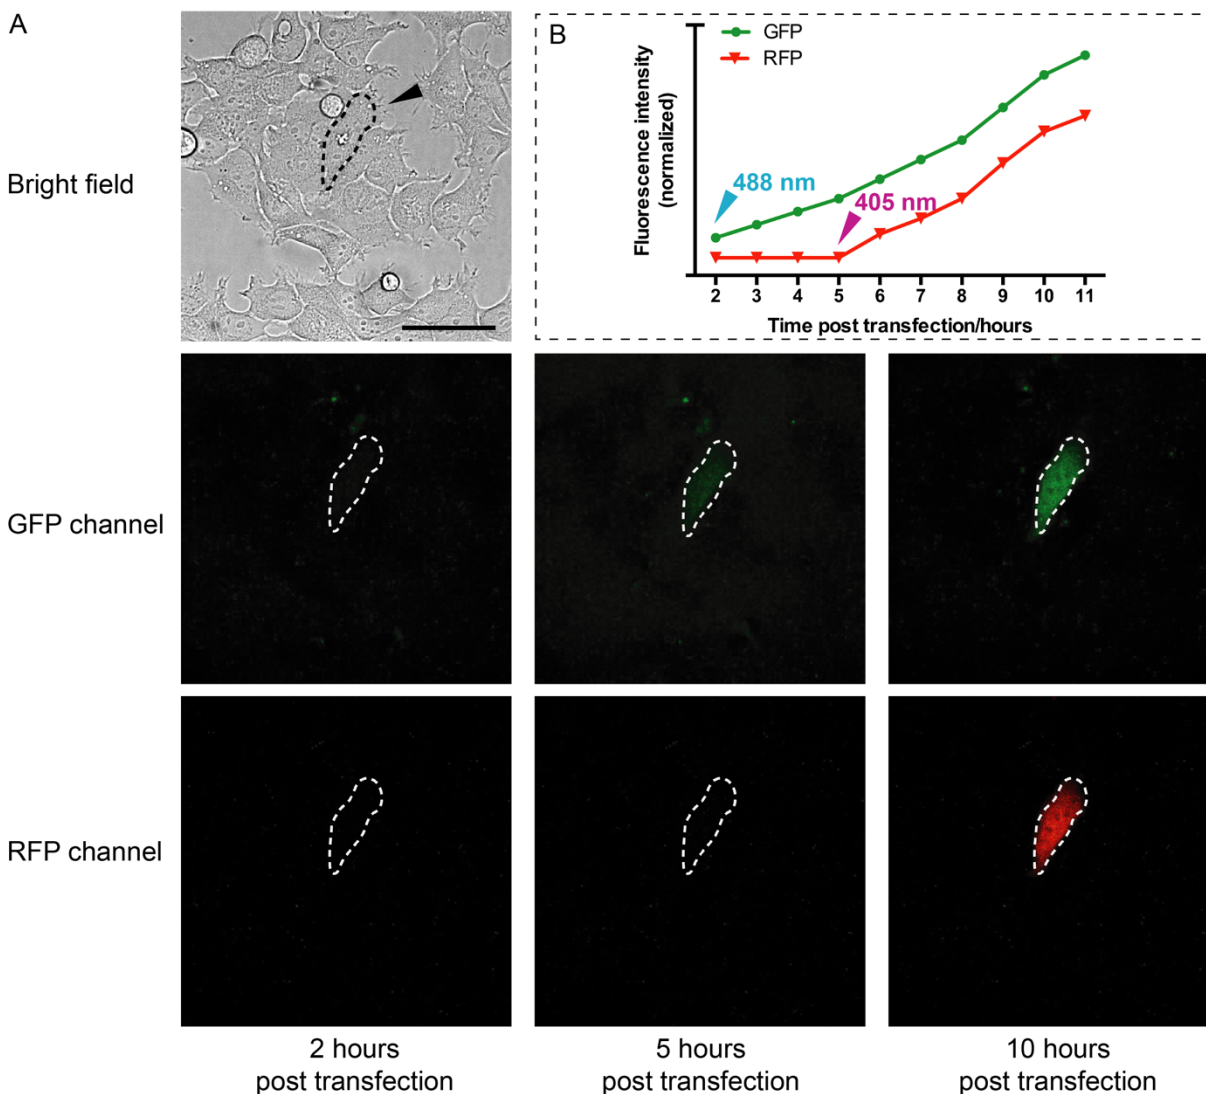 A
Bright field
B
GFP
RFP
Fluorescence intensity
(normalized)
488 nm
405 nm
2 3 4 5 6 7 8 9 10 11
Time post transfection/hours
GFP channel
RFP channel
2 hours
post transfection
5 hours
post transfection
10 hours
post transfection